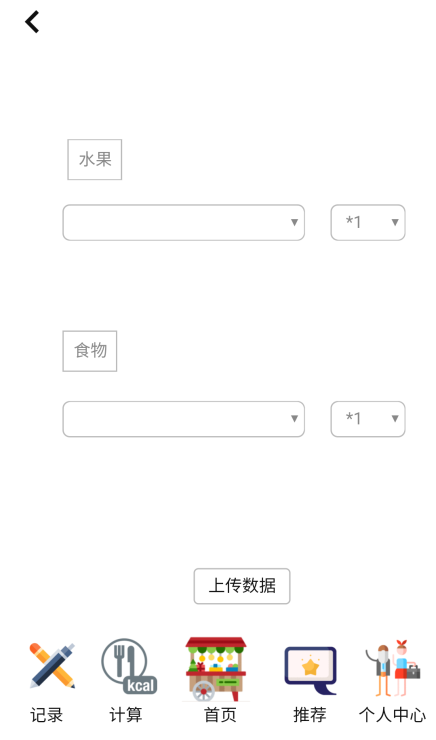 水果
*1
食物
*1
上传数据
kcal
记录 计算 首页 推荐 个人中心